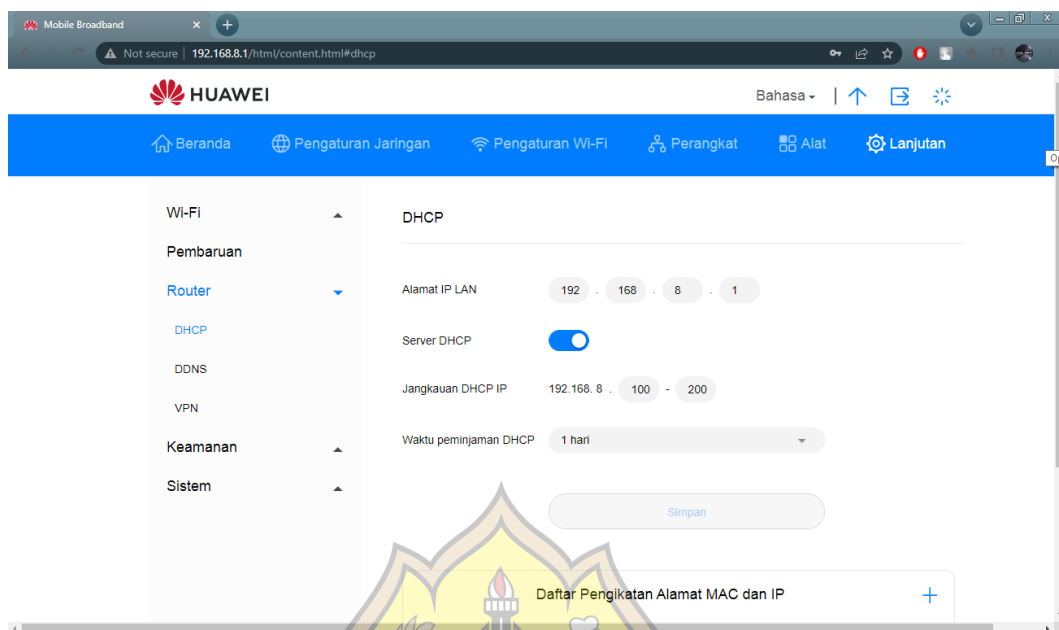 Mobile Broadband
Not secure | 192.168.8.1/html/content.html#dhcp
HUAWEI
Bahasa
Beranda Pengaturan Jaringan Pengaturan Wi-Fi Perangkat Alat Lanjutan
Wi-Fi
Pembaruan
Router
DHCP
DDNS
VPN
Keamanan
Sistem
DHCP
Alamat IP LAN 192 . 168 . 8 . 1
Server DHCP
Jangkauan DHCP IP 192.168. 8 . 100 - 200
Waktu peminjaman DHCP 1 hari
Simpan
Daftar Pengikatan Alamat MAC dan IP